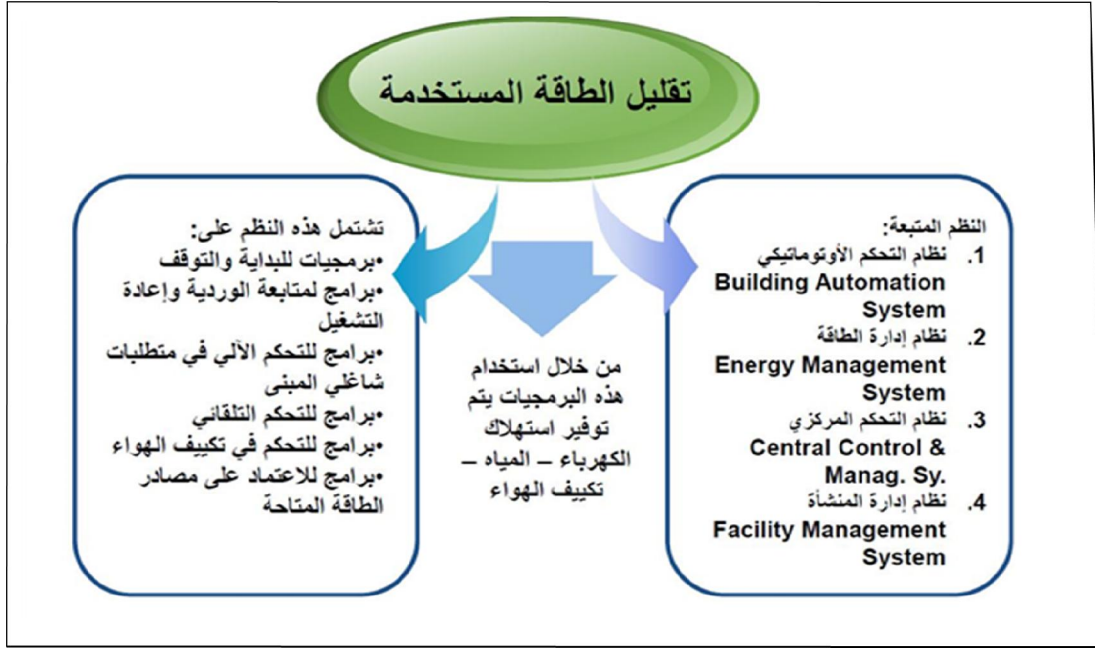 تقليل الطاقة المستخدمة
النظم المتبعة:
1. نظام التحكم الأوتوماتيكي
Building Automation
System
2. نظام إدارة الطاقة
Energy Management
System
3. نظام التحكم المركزي
Central Control &
Manag. Sy.
4. نظام إدارة المنشأة
Facility Management
System
من خلال استخدام
هذه البرمجيات يتم
توفير استهلاك
الكهرباء – المياه –
تكييف الهواء
تشتمل هذه النظم على:
•برمجيات للبداية والتوقف
•برامج لمتابعة الوردية وإعادة
التشغيل
•برامج للتحكم الآلي في متطلبات
شاغلي المبنى
•برامج للتحكم التلقائي
•برامج للتحكم في تكييف الهواء
•برامج للاعتماد على مصادر
الطاقة المتاحة